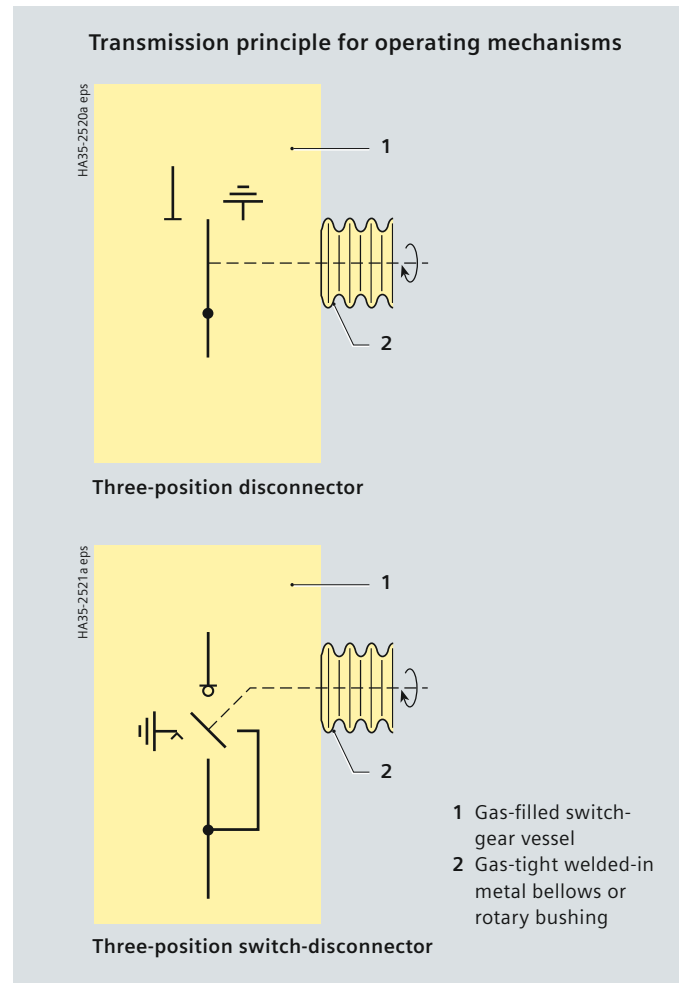 Transmission principle for operating mechanisms
HA35-2520a eps
1
2
Three-position disconnector
HA35-2521a eps
1
2
1 Gas-filled switch-
gear vessel
2 Gas-tight welded-in
metal bellows or
rotary bushing
Three-position switch-disconnector